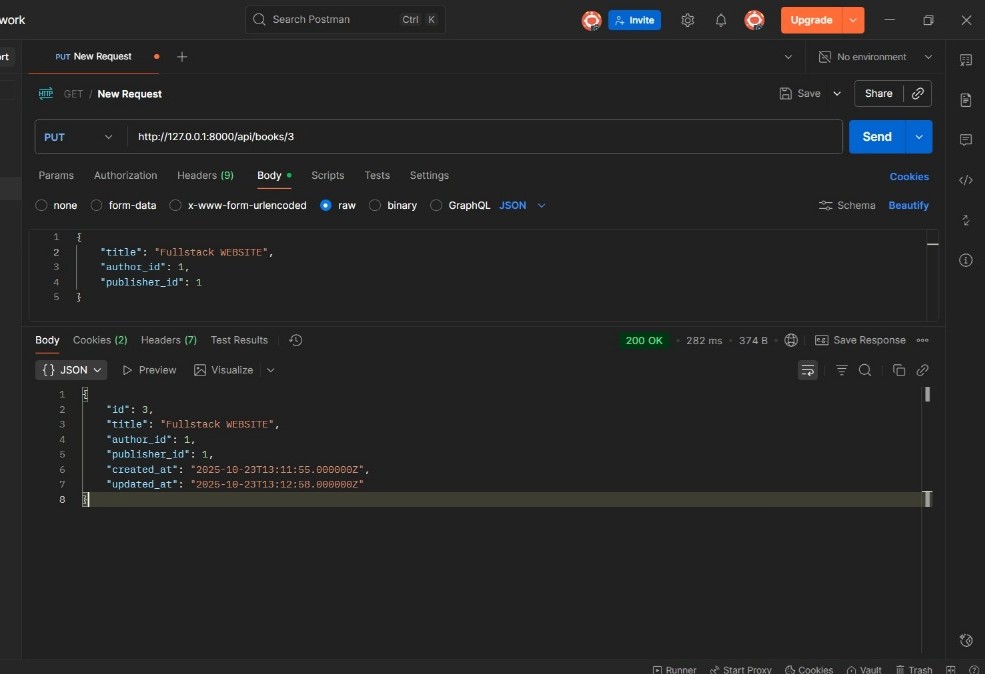 work
Search Postman Ctrl K
Invite
Upgrade
rt
PUT New Request
No environment
HTTP GET / New Request
Save
Share
PUT http://127.0.0.1:8000/api/books/3
Send
Params Authorization Headers (9) Body Scripts Tests Settings
Cookies
none form-data x-www-form-urlencoded raw binary GraphQL JSON
Schema Beautify
1 {
2 "title": "Fullstack WEBSITE",
3 "author_id": 1,
4 "publisher_id": 1
5 }
Body Cookies (2) Headers (7) Test Results
200 OK • 282 ms • 374 B • Save Response
{} JSON Preview Visualize
1 {
2 "id": 3,
3 "title": "Fullstack WEBSITE",
4 "author_id": 1,
5 "publisher_id": 1,
6 "created_at": "2025-10-23T13:11:55.000000Z",
7 "updated_at": "2025-10-23T13:12:58.000000Z"
8 }
Runner Start Proxy Cookies Vault Trash